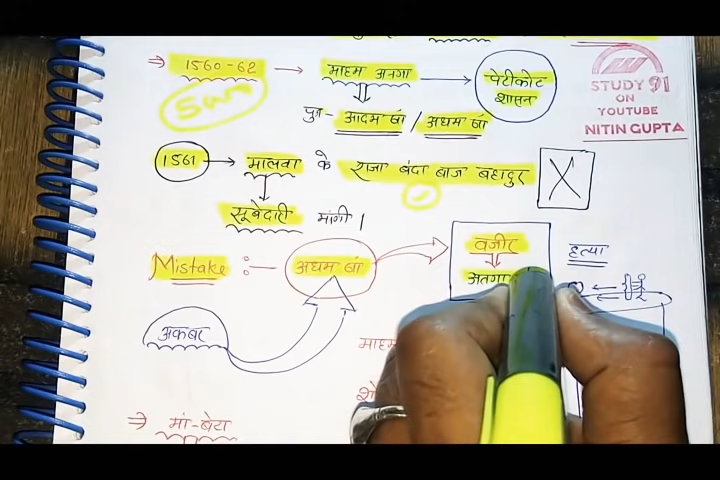 ⇒ 1560-62 → माहम अनगा → पेटीकोट शासन
5 साल
पुत्र- आदम खां / अधम खां
1561 → मालवा के राजा बंदा बाज बहादुर X
सूबेदारी मांगी ।
Mistake :- अधम खां
वजीर
हत्या
अतगा
अकबर
माहम
⇒ मां-बेटा
STUDY 91
ON
YOUTUBE
NITIN GUPTA